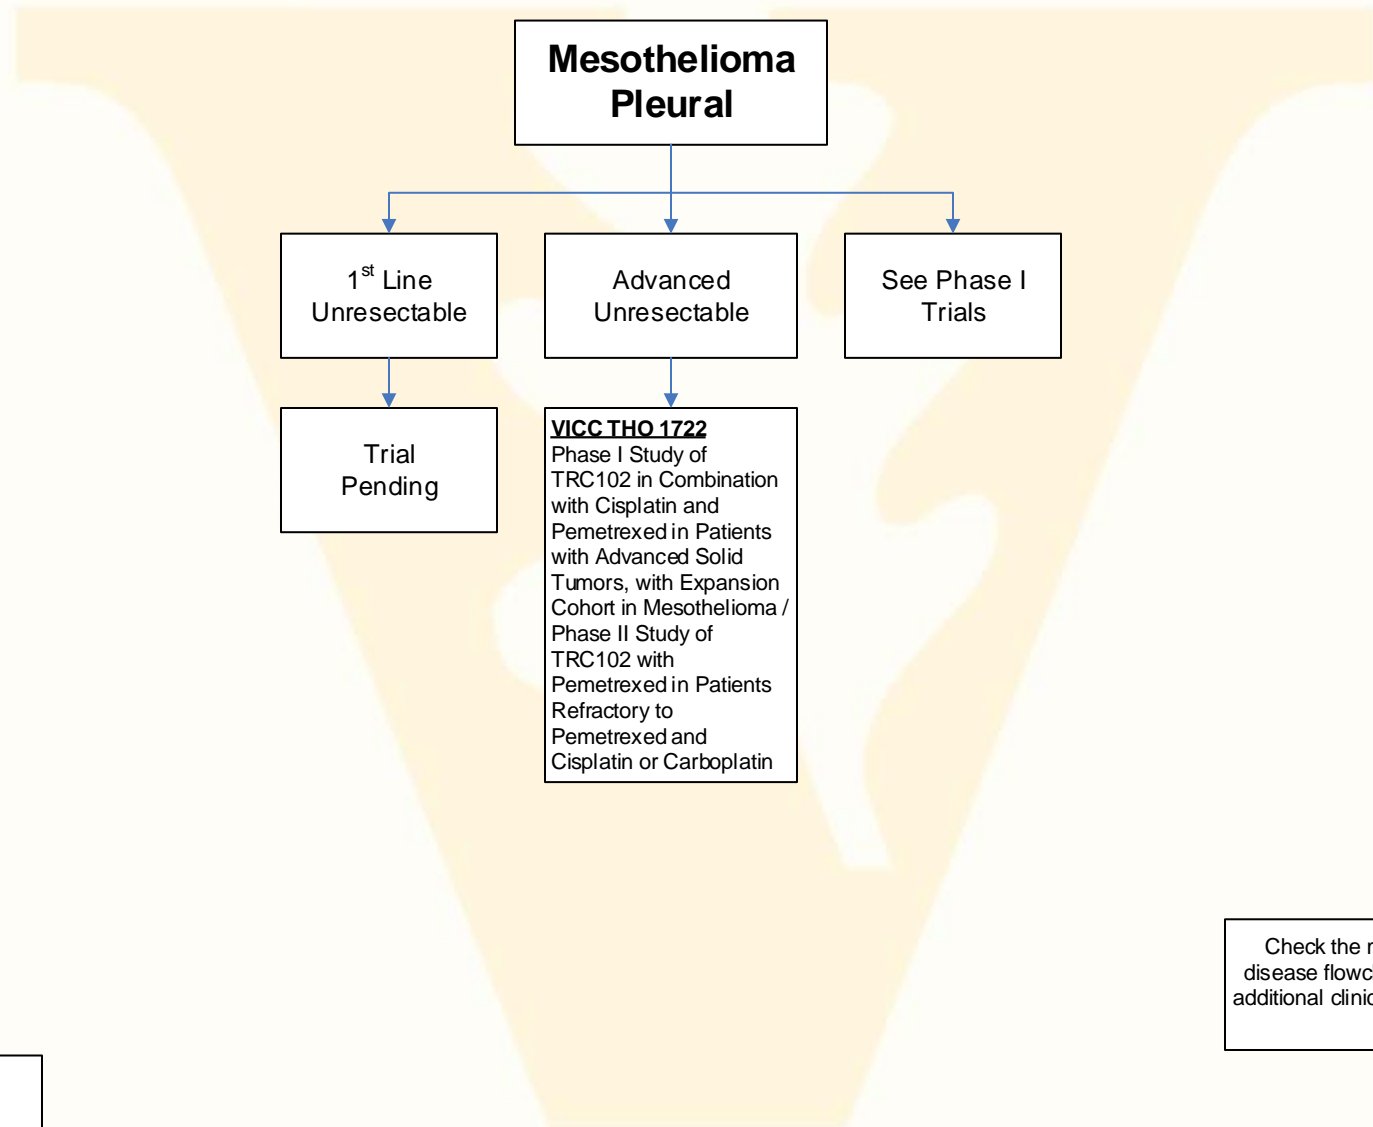 Mesothelioma
Pleural
1st Line
Unresectable
Advanced
Unresectable
See Phase I
Trials
Trial
Pending
VICC THO 1722
Phase I Study of
TRC102 in Combination
with Cisplatin and
Pemetrexed in Patients
with Advanced Solid
Tumors, with Expansion
Cohort in Mesothelioma /
Phase II Study of
TRC102 with
Pemetrexed in Patients
Refractory to
Pemetrexed and
Cisplatin or Carboplatin
Check the
disease
additional